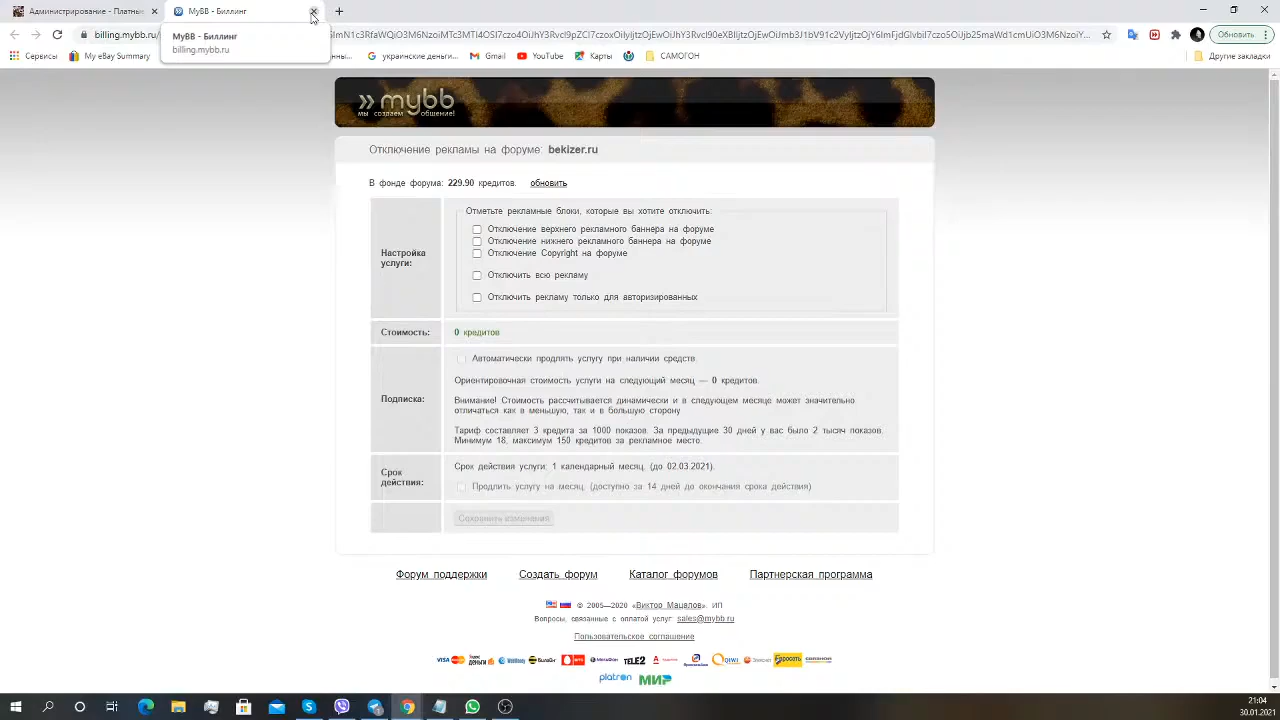 Администрирование - Платные
MyBB - Биллинг
MyBB - Биллинг
billing.mybb.ru
billing.mybb.ru/
Обновить
Сервисы
My eBay Summary
украинские деньги...
Gmail
YouTube
Карты
САМОГОН
Другие закладки
» mybb
мы создаем общение!
Отключение рекламы на форуме: bekizer.ru
В фонде форума: 229.90 кредитов. обновить
Настройка услуги:
Отметьте рекламные блоки, которые вы хотите отключить:
Отключение верхнего рекламного баннера на форуме
Отключение нижнего рекламного баннера на форуме
Отключение Copyright на форуме
Отключить всю рекламу
Отключить рекламу только для авторизированных
Стоимость:
0 кредитов
Подписка:
Автоматически продлять услугу при наличии средств.
Ориентировочная стоимость услуги на следующий месяц — 0 кредитов.
Внимание! Стоимость рассчитывается динамически и в следующем месяце может значительно
отличаться как в меньшую, так и в большую сторону
Тариф составляет 3 кредита за 1000 показов. За предыдущие 30 дней у вас было 2 тысяч показов.
Минимум 18, максимум 150 кредитов за рекламное место.
Срок действия:
Срок действия услуги: 1 календарный месяц. (до 02.03.2021).
Продлить услугу на месяц. (доступно за 14 дней до окончания срока действия)
Сохранить изменения
Форум поддержки
Создать форум
Каталог форумов
Партнерская программа
© 2005—2020 «Виктор Мацалов». ИП
Вопросы, связанные с оплатой услуг: sales@mybb.ru
Пользовательское соглашение
VISA
TELE2
QIWI
platron МИР
21:04
30.01.2021